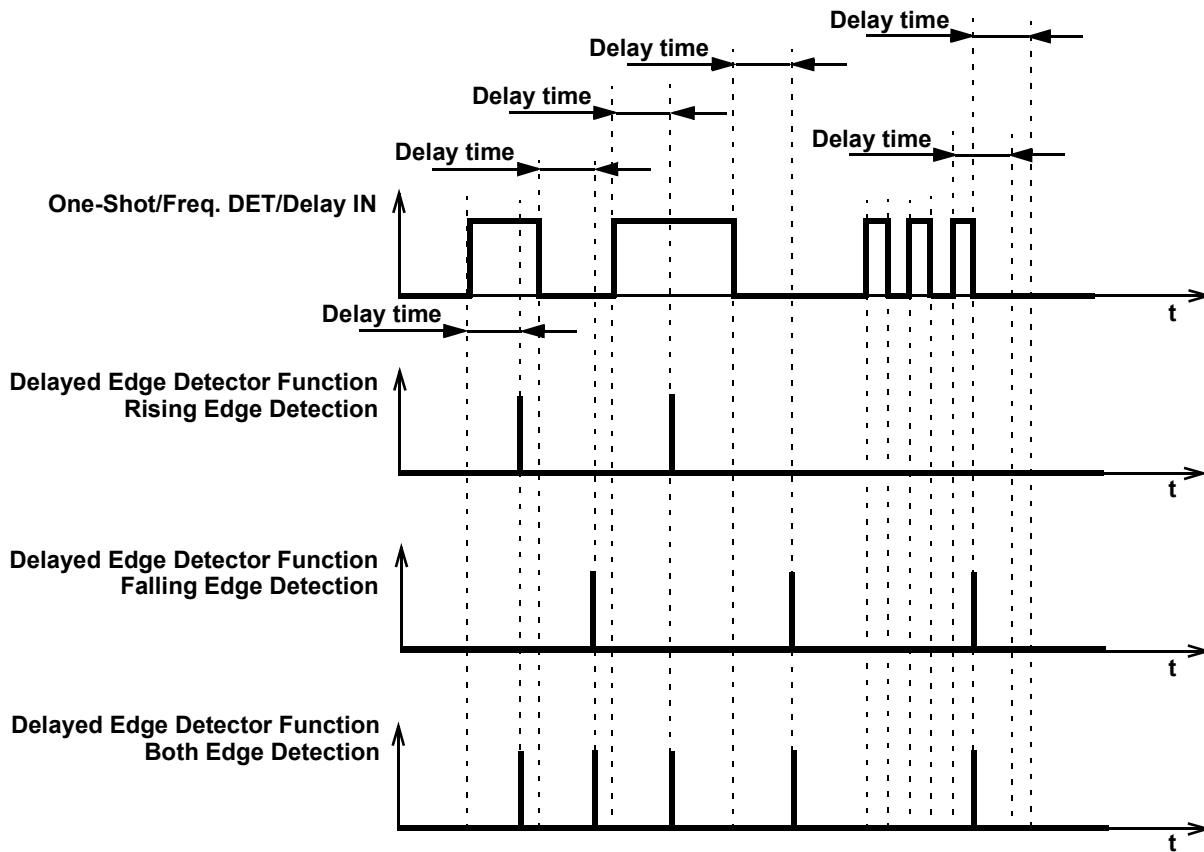 Delay time
Delay time
Delay time
Delay time
Delay time
One-Shot/Freq. DET/Delay IN
t
Delay time
Delayed Edge Detector Function
Rising Edge Detection
t
Delayed Edge Detector Function
Falling Edge Detection
t
Delayed Edge Detector Function
Both Edge Detection
t